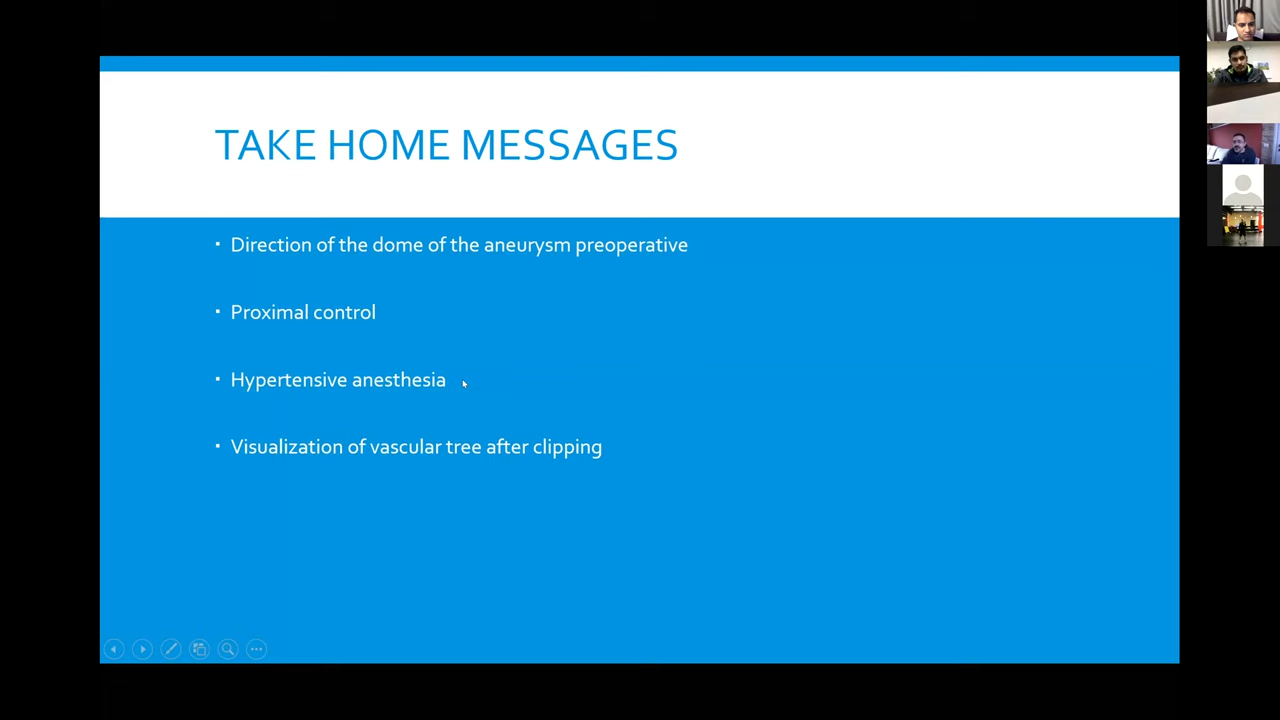 TAKE HOME MESSAGES
▪ Direction of the dome of the aneurysm preoperative
▪ Proximal control
▪ Hypertensive anesthesia
▪ Visualization of vascular tree after clipping